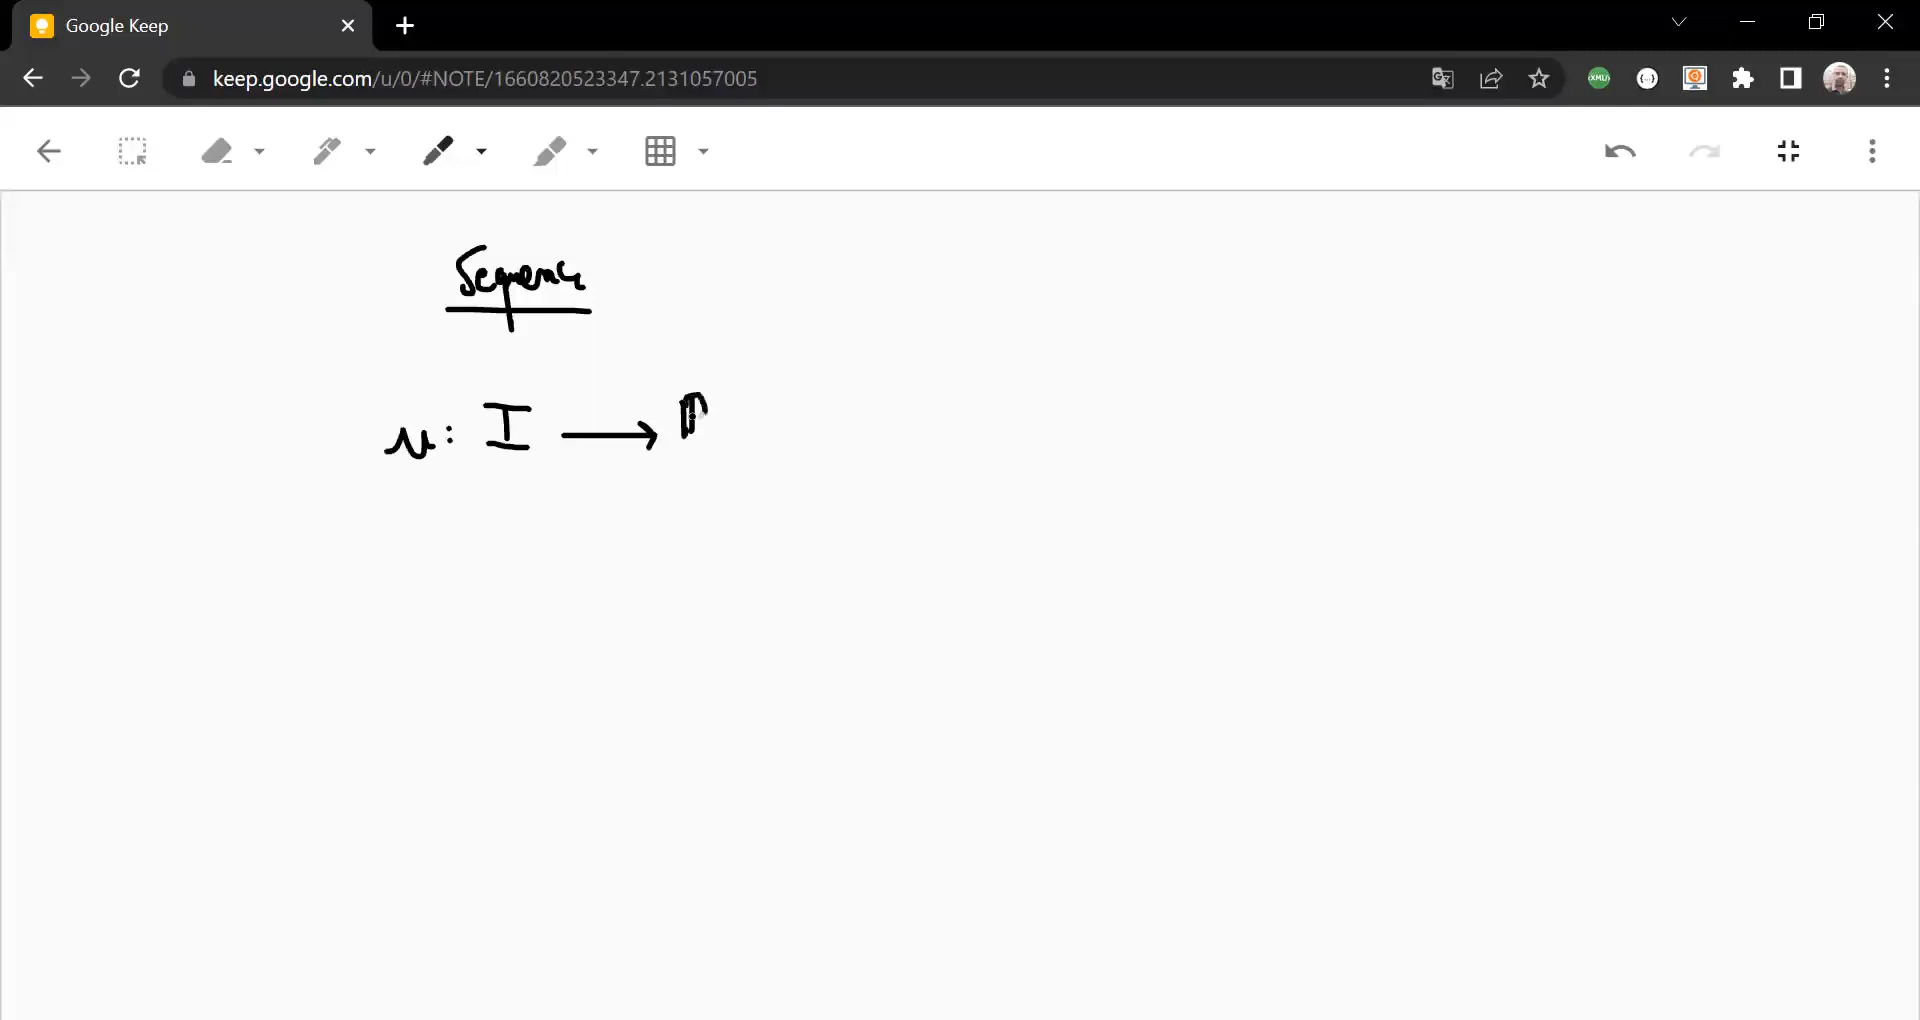 Google Keep
keep.google.com/u/0/#NOTE/1660820523347.2131057005
Sequence
u: I →